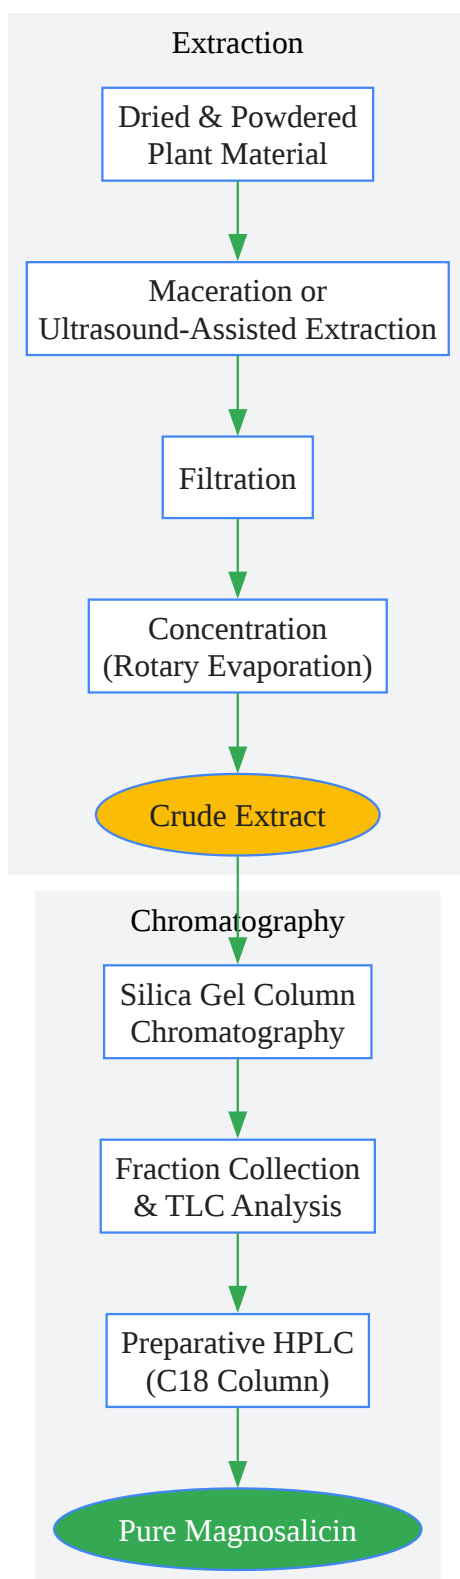 Extraction
Dried & Powdered
Plant Material
Maceration or
Ultrasound-Assisted Extraction
Filtration
Concentration
(Rotary Evaporation)
Crude Extract
Chromatography
Silica Gel Column
Chromatography
Fraction Collection
& TLC Analysis
Preparative HPLC
(C18 Column)
Pure Magnosalicin